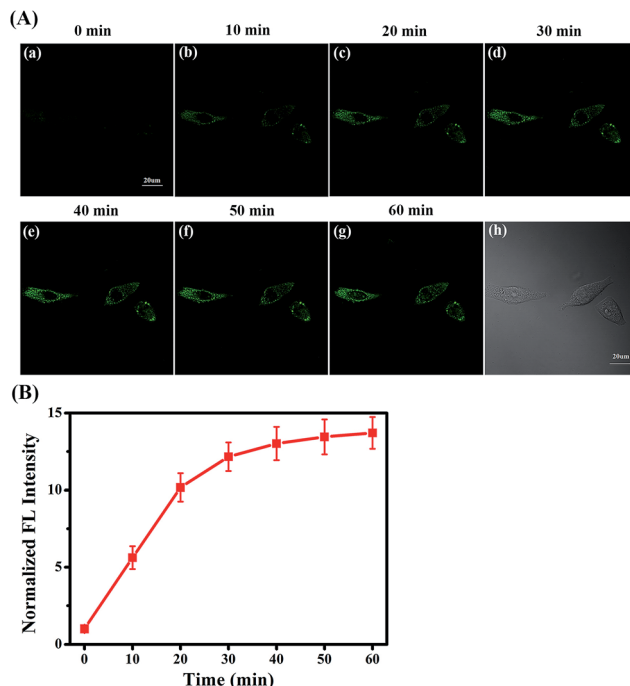 (A)
0 min 10 min 20 min 30 min
(a) (b) (c) (d)
20um
40 min 50 min 60 min
(e) (f) (g) (h)
20um
(B)
15
10
5
0
Normalized FL Intensity
0 10 20 30 40 50 60
Time (min)